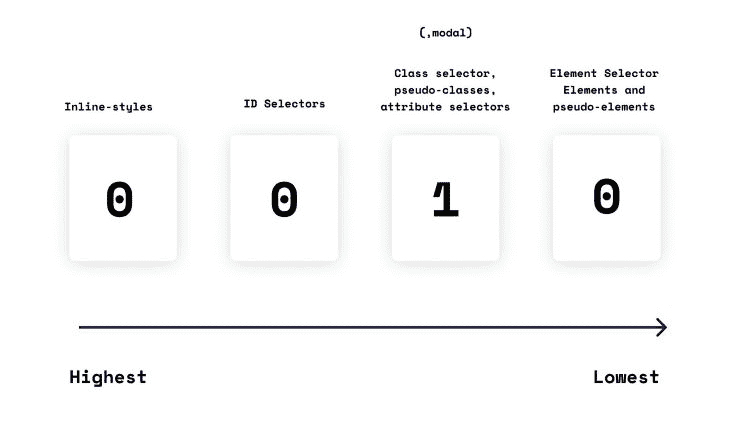 (,modal)
Inline-styles
ID Selectors
Class selector,
pseudo-classes,
attribute selectors
Element Selector
Elements and
pseudo-elements
0
0
1
0
Highest
Lowest